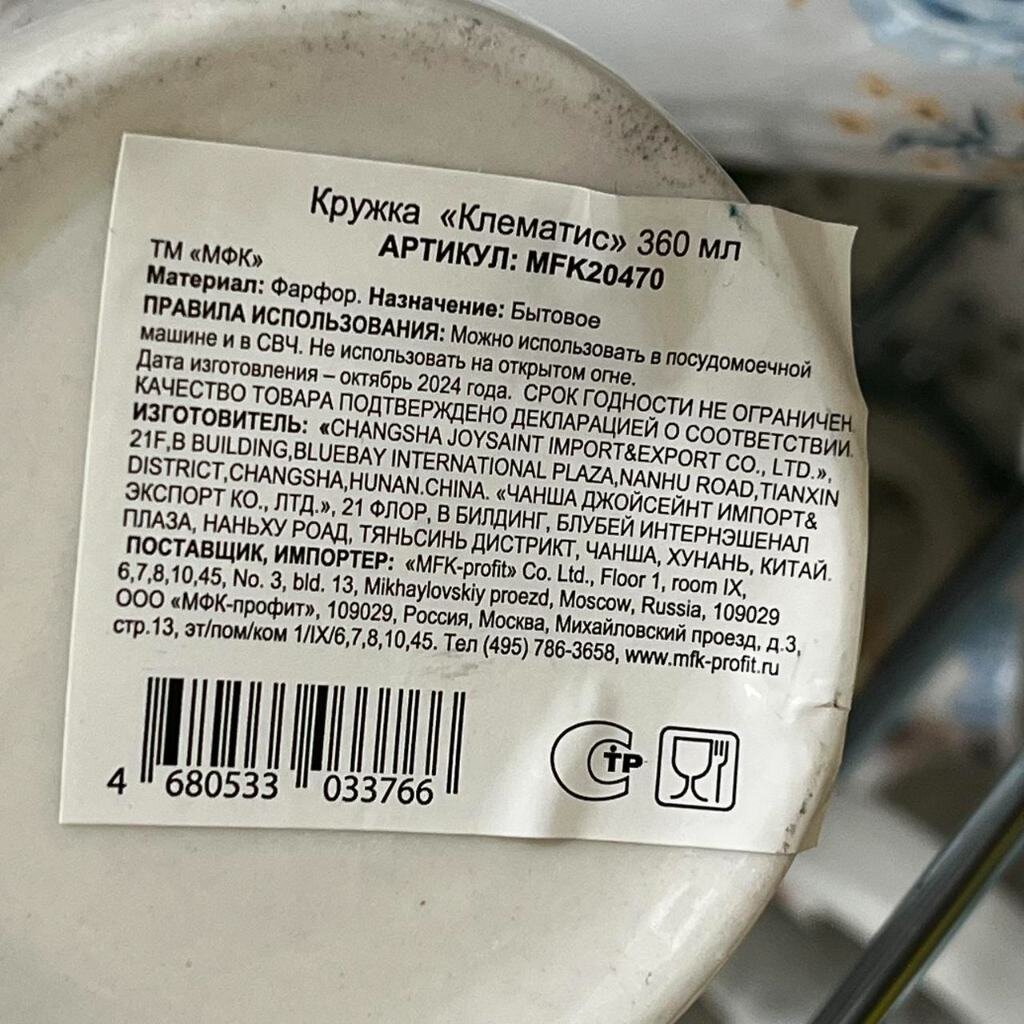 Кружка «Клематис» 360 мл
АРТИКУЛ: MFK20470
ТМ «МФК»
Материал: Фарфор. Назначение: Бытовое
ПРАВИЛА ИСПОЛЬЗОВАНИЯ: Можно использовать в посудомоечной
машине и в СВЧ. Не использовать на открытом огне.
Дата изготовления – октябрь 2024 года. СРОК ГОДНОСТИ НЕ ОГРАНИЧЕН.
КАЧЕСТВО ТОВАРА ПОДТВЕРЖДЕНО ДЕКЛАРАЦИЕЙ О СООТВЕТСТВИИ.
ИЗГОТОВИТЕЛЬ: «CHANGSHA JOYSAINT IMPORT&EXPORT CO., LTD.»,
21F,B BUILDING,BLUEBAY INTERNATIONAL PLAZA,NANHU ROAD,TIANXIN
DISTRICT,CHANGSHA,HUNAN.CHINA. «ЧАНША ДЖОЙСЕЙНТ ИМПОРТ&
ЭКСПОРТ КО., ЛТД.», 21 ФЛОР, В БИЛДИНГ, БЛУБЕЙ ИНТЕРНЭШЕНАЛ
ПЛАЗА, НАНЬХУ РОАД, ТЯНЬСИНЬ ДИСТРИКТ, ЧАНША, ХУНАНЬ, КИТАЙ.
ПОСТАВЩИК, ИМПОРТЕР: «MFK-profit» Co. Ltd., Floor 1, room IX,
6,7,8,10,45, No. 3, bld. 13, Mikhaylovskiy proezd, Moscow, Russia, 109029
ООО «МФК-профит», 109029, Россия, Москва, Михайловский проезд, д.3,
стр.13, эт/пом/ком 1/IX/6,7,8,10,45. Тел (495) 786-3658, www.mfk-profit.ru
4 680533 033766
СТР